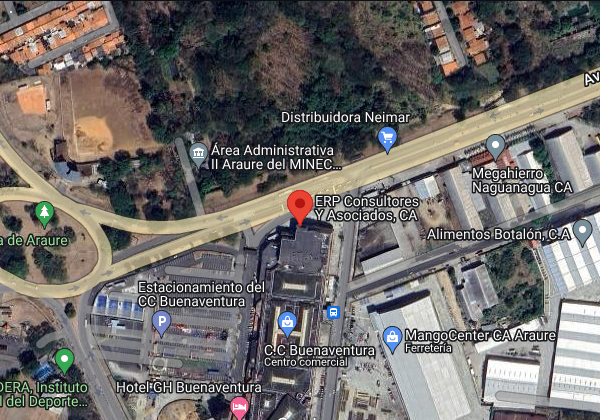 Av
Distribuidora Neimar
Área Administrativa
II Araure del MINEC...
Megahierro
Naguanagua CA
ERP Consultores
Y Asociados, CA
a de Araure
Alimentos Botalón, C.A
Estacionamiento del
CC Buenaventura
P
C.C Buenaventura
Centro comercial
MangoCenter CA Araure
Ferretería
DERA, Instituto
l del Deporte...
Hotel GH Buenaventura